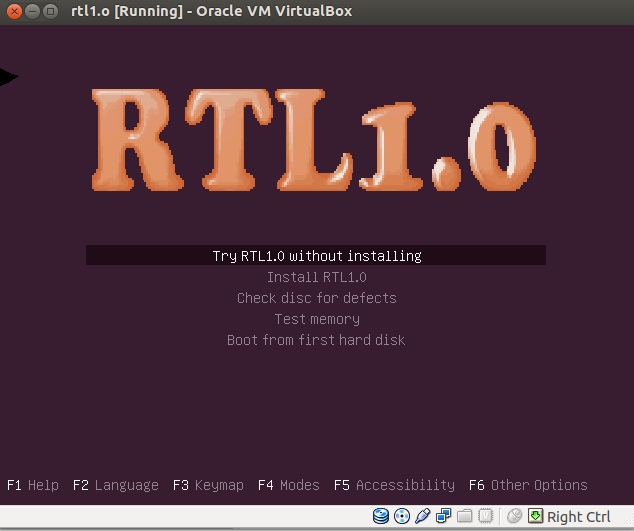 rtl1.o [Running] - Oracle VM VirtualBox
RTL1.0
Try RTL1.0 without installing
Install RTL1.0
Check disc for defects
Test memory
Boot from first hard disk
F1 Help F2 Language F3 Keymap F4 Modes F5 Accessibility F6 Other Options
Right Ctrl